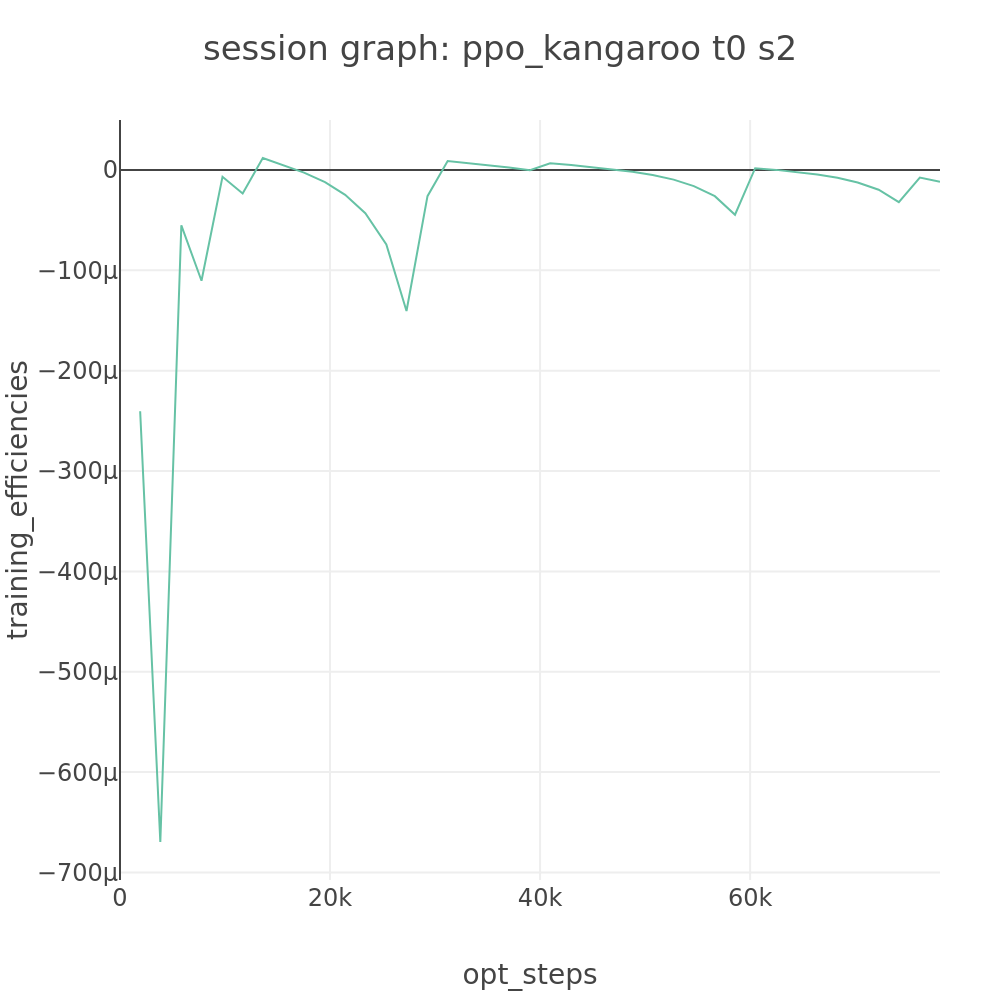 session graph: ppo_kangaroo t0 s2
training_efficiencies
0
−100μ
−200μ
−300μ
−400μ
−500μ
−600μ
−700μ
0
20k
40k
60k
opt_steps